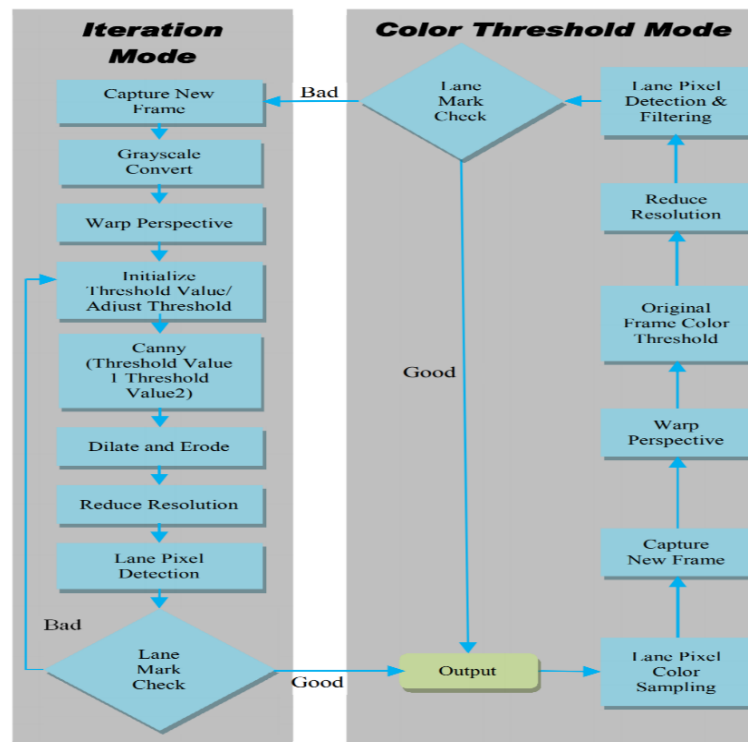 Iteration
Mode
Capture New
Frame
Grayscale
Convert
Warp Perspective
Initialize
Threshold Value/
Adjust Threshold
Canny
(Threshold Value
1 Threshold
Value2)
Dilate and Erode
Reduce Resolution
Lane Pixel
Detection
Bad
Lane
Mark
Check
Good
Color Threshold Mode
Bad
Lane
Mark
Check
Good
Output
Lane Pixel
Detection &
Filtering
Reduce
Resolution
Original
Frame Color
Threshold
Warp
Perspective
Capture
New Frame
Lane Pixel
Color
Sampling